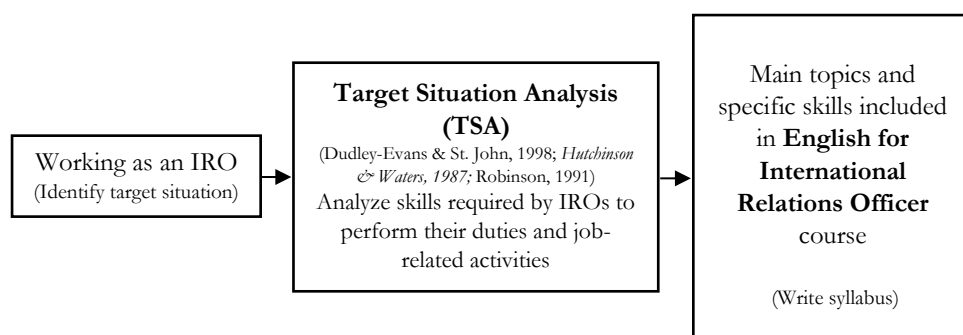 Working as an IRO
(Identify target situation)
Target Situation Analysis
(TSA)
(Dudley-Evans & St. John, 1998; Hutchinson
& Waters, 1987; Robinson, 1991)
Analyze skills required by IROs to
perform their duties and job-
related activities
Main topics and
specific skills included
in English for
International
Relations Officer
course
(Write syllabus)